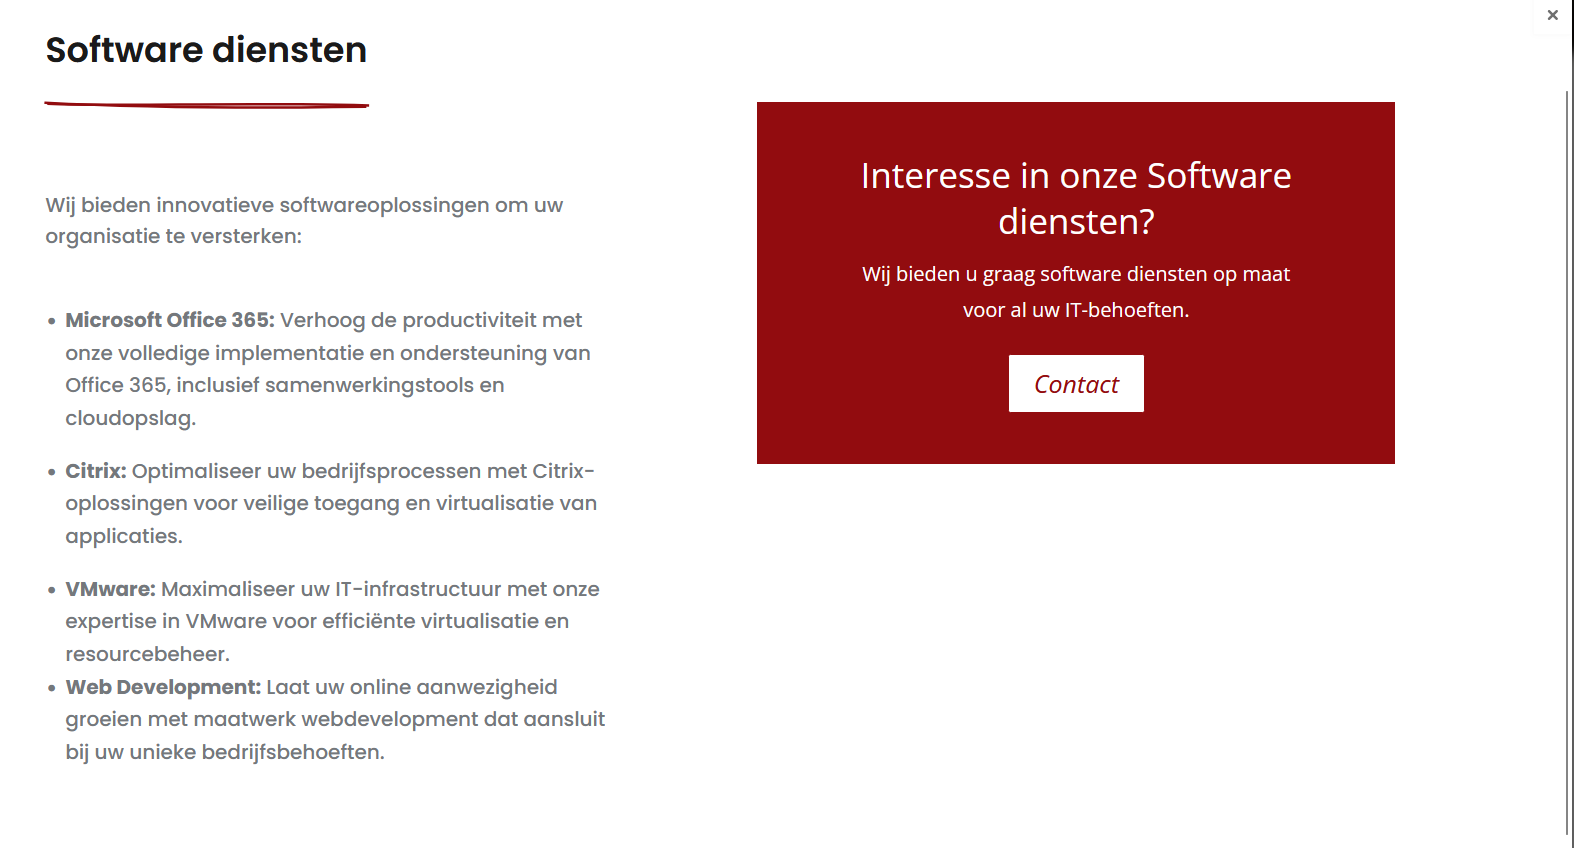 Software diensten
Wij bieden innovatieve softwareoplossingen om uw
organisatie te versterken:
• Microsoft Office 365: Verhoog de productiviteit met
onze volledige implementatie en ondersteuning van
Office 365, inclusief samenwerkingstools en
cloudopslag.
• Citrix: Optimaliseer uw bedrijfsprocessen met Citrix-
oplossingen voor veilige toegang en virtualisatie van
applicaties.
• VMware: Maximaliseer uw IT-infrastructuur met onze
expertise in VMware voor efficiënte virtualisatie en
resourcebeheer.
• Web Development: Laat uw online aanwezigheid
groeien met maatwerk webdevelopment dat aansluit
bij uw unieke bedrijfsbehoeften.
Interesse in onze Software
diensten?
Wij bieden u graag software diensten op maat
voor al uw IT-behoeften.
Contact